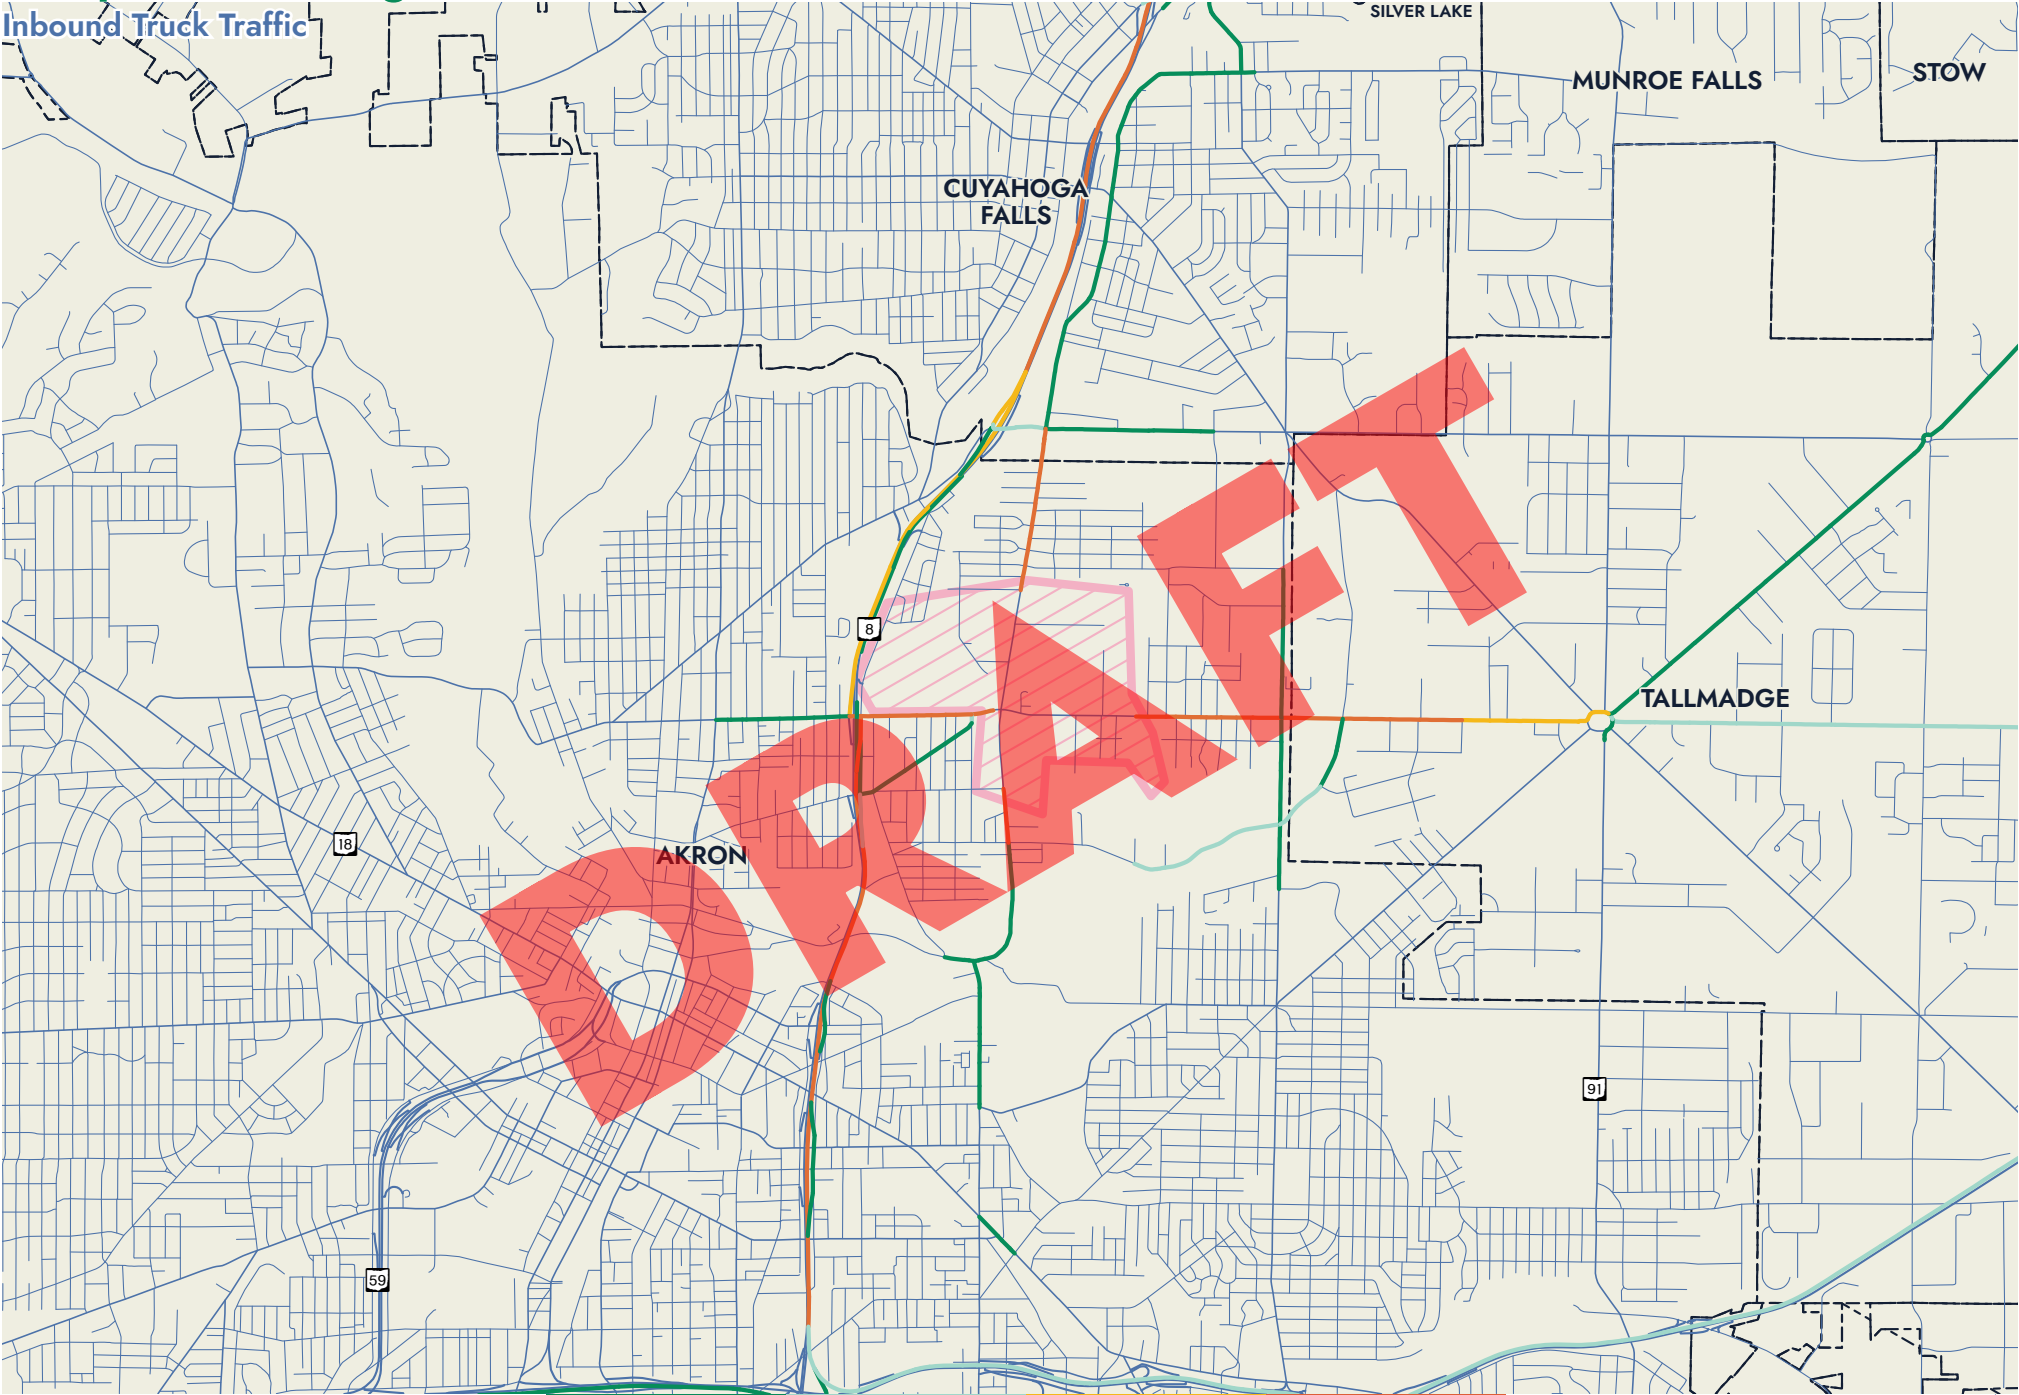 Inbound Truck Traffic
SILVER LAKE
MUNROE FALLS
STOW
CUYAHOGA
FALLS
8
TALLMADGE
18
AKRON
DRAFT
91
59